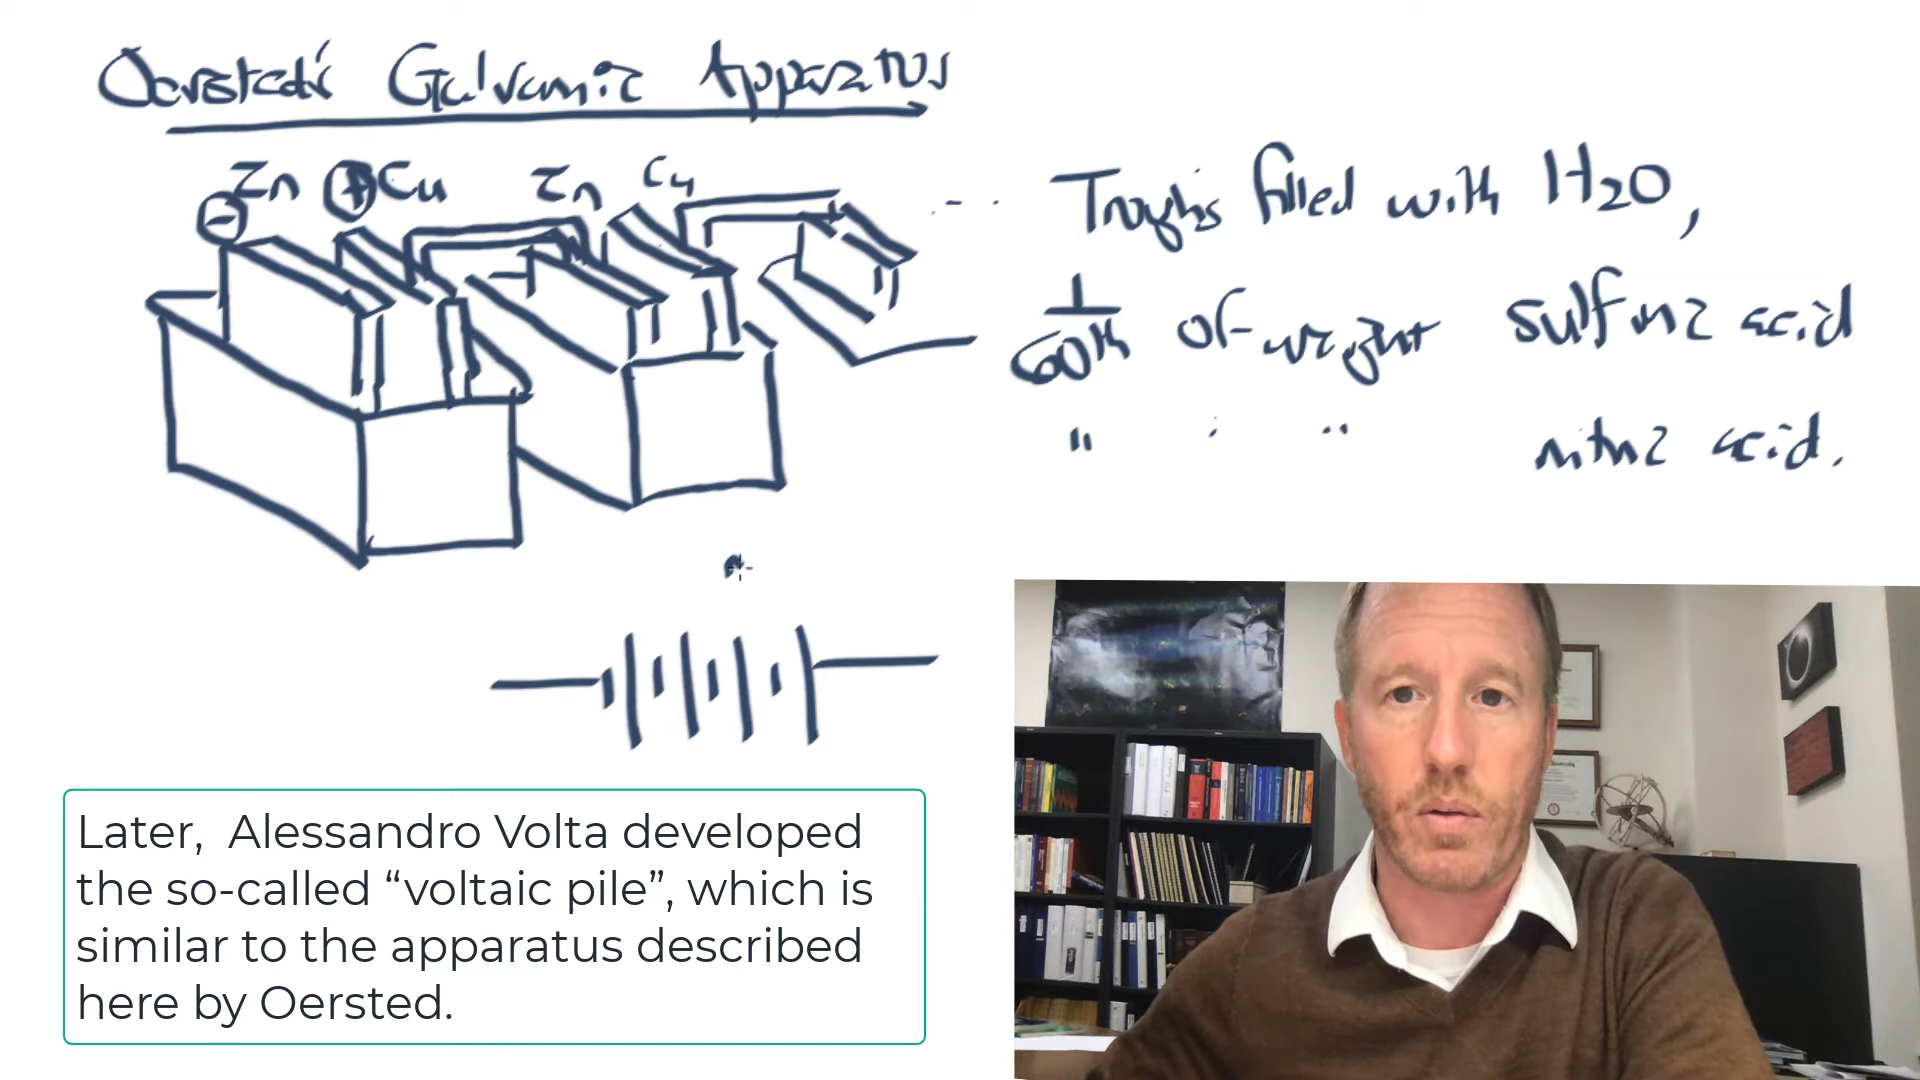 Oersted's Galvanic Apparatus
Zn + Cu Zn Cu
-
Troughs filled with H2O,
1
60th of weight sulfuric acid
" " " nitric acid.
Later, Alessandro Volta developed
the so-called “voltaic pile”, which is
similar to the apparatus described
here by Oersted.